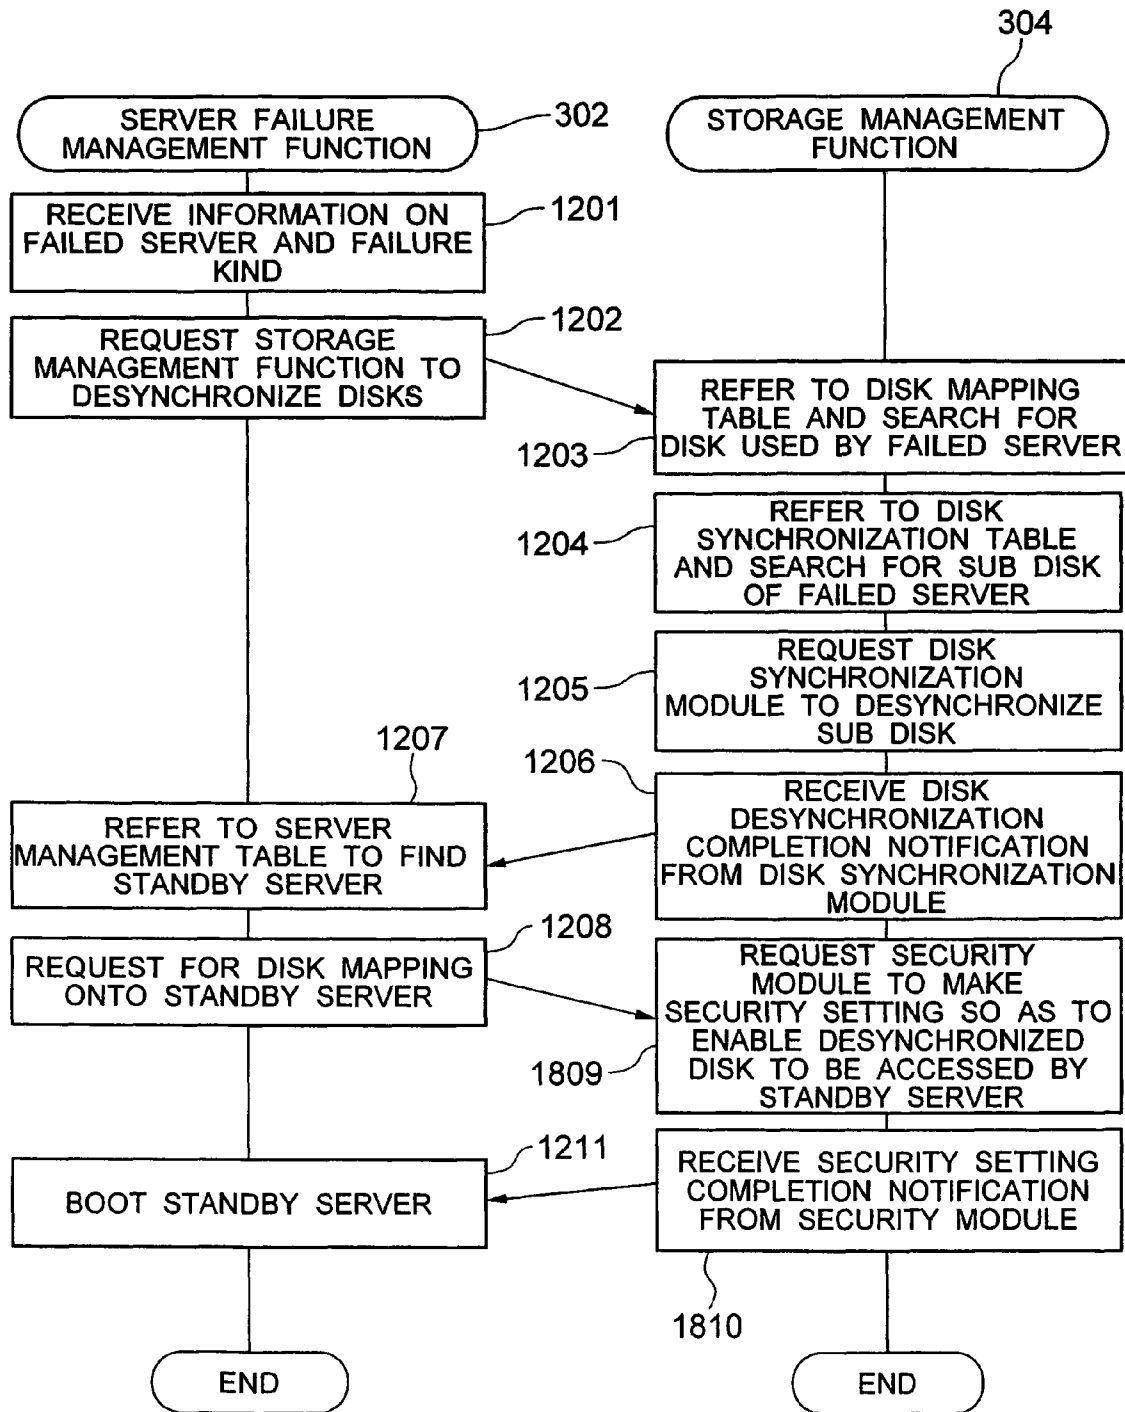 304
SERVER FAILURE
MANAGEMENT FUNCTION
302
STORAGE MANAGEMENT
FUNCTION
RECEIVE INFORMATION ON
FAILED SERVER AND FAILURE
KIND
1201
REQUEST STORAGE
MANAGEMENT FUNCTION TO
DESYNCHRONIZE DISKS
1202
REFER TO DISK MAPPING
TABLE AND SEARCH FOR
DISK USED BY FAILED SERVER
1203
REFER TO DISK
SYNCHRONIZATION TABLE
AND SEARCH FOR SUB DISK
OF FAILED SERVER
1204
REQUEST DISK
SYNCHRONIZATION
MODULE TO DESYNCHRONIZE
SUB DISK
1205
1206
RECEIVE DISK
DESYNCHRONIZATION
COMPLETION NOTIFICATION
FROM DISK SYNCHRONIZATION
MODULE
1207
REFER TO SERVER
MANAGEMENT TABLE TO FIND
STANDBY SERVER
1208
REQUEST FOR DISK MAPPING
ONTO STANDBY SERVER
REQUEST SECURITY
MODULE TO MAKE
SECURITY SETTING SO AS TO
ENABLE DESYNCHRONIZED
DISK TO BE ACCESSED BY
STANDBY SERVER
1809
1211
BOOT STANDBY SERVER
RECEIVE SECURITY SETTING
COMPLETION NOTIFICATION
FROM SECURITY MODULE
1810
END
END